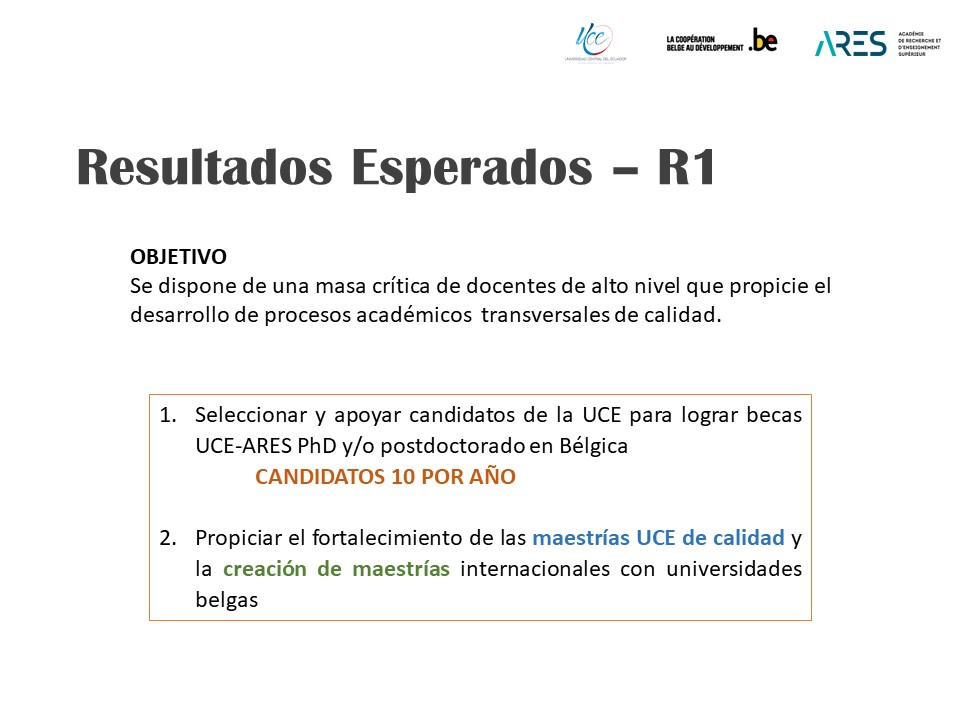 UCE
UNIVERSIDAD CENTRAL DEL ECUADOR
LA COOPÉRATION
BELGE AU DÉVELOPPEMENT .be
ARES
ACADÉMIE
DE RECHERCHE ET
D'ENSEIGNEMENT
SUPÉRIEUR
Resultados Esperados – R1
OBJETIVO
Se dispone de una masa crítica de docentes de alto nivel que propicie el
desarrollo de procesos académicos transversales de calidad.
1. Seleccionar y apoyar candidatos de la UCE para lograr becas
UCE-ARES PhD y/o postdoctorado en Bélgica
CANDIDATOS 10 POR AÑO
2. Propiciar el fortalecimiento de las maestrías UCE de calidad y
la creación de maestrías internacionales con universidades
belgas